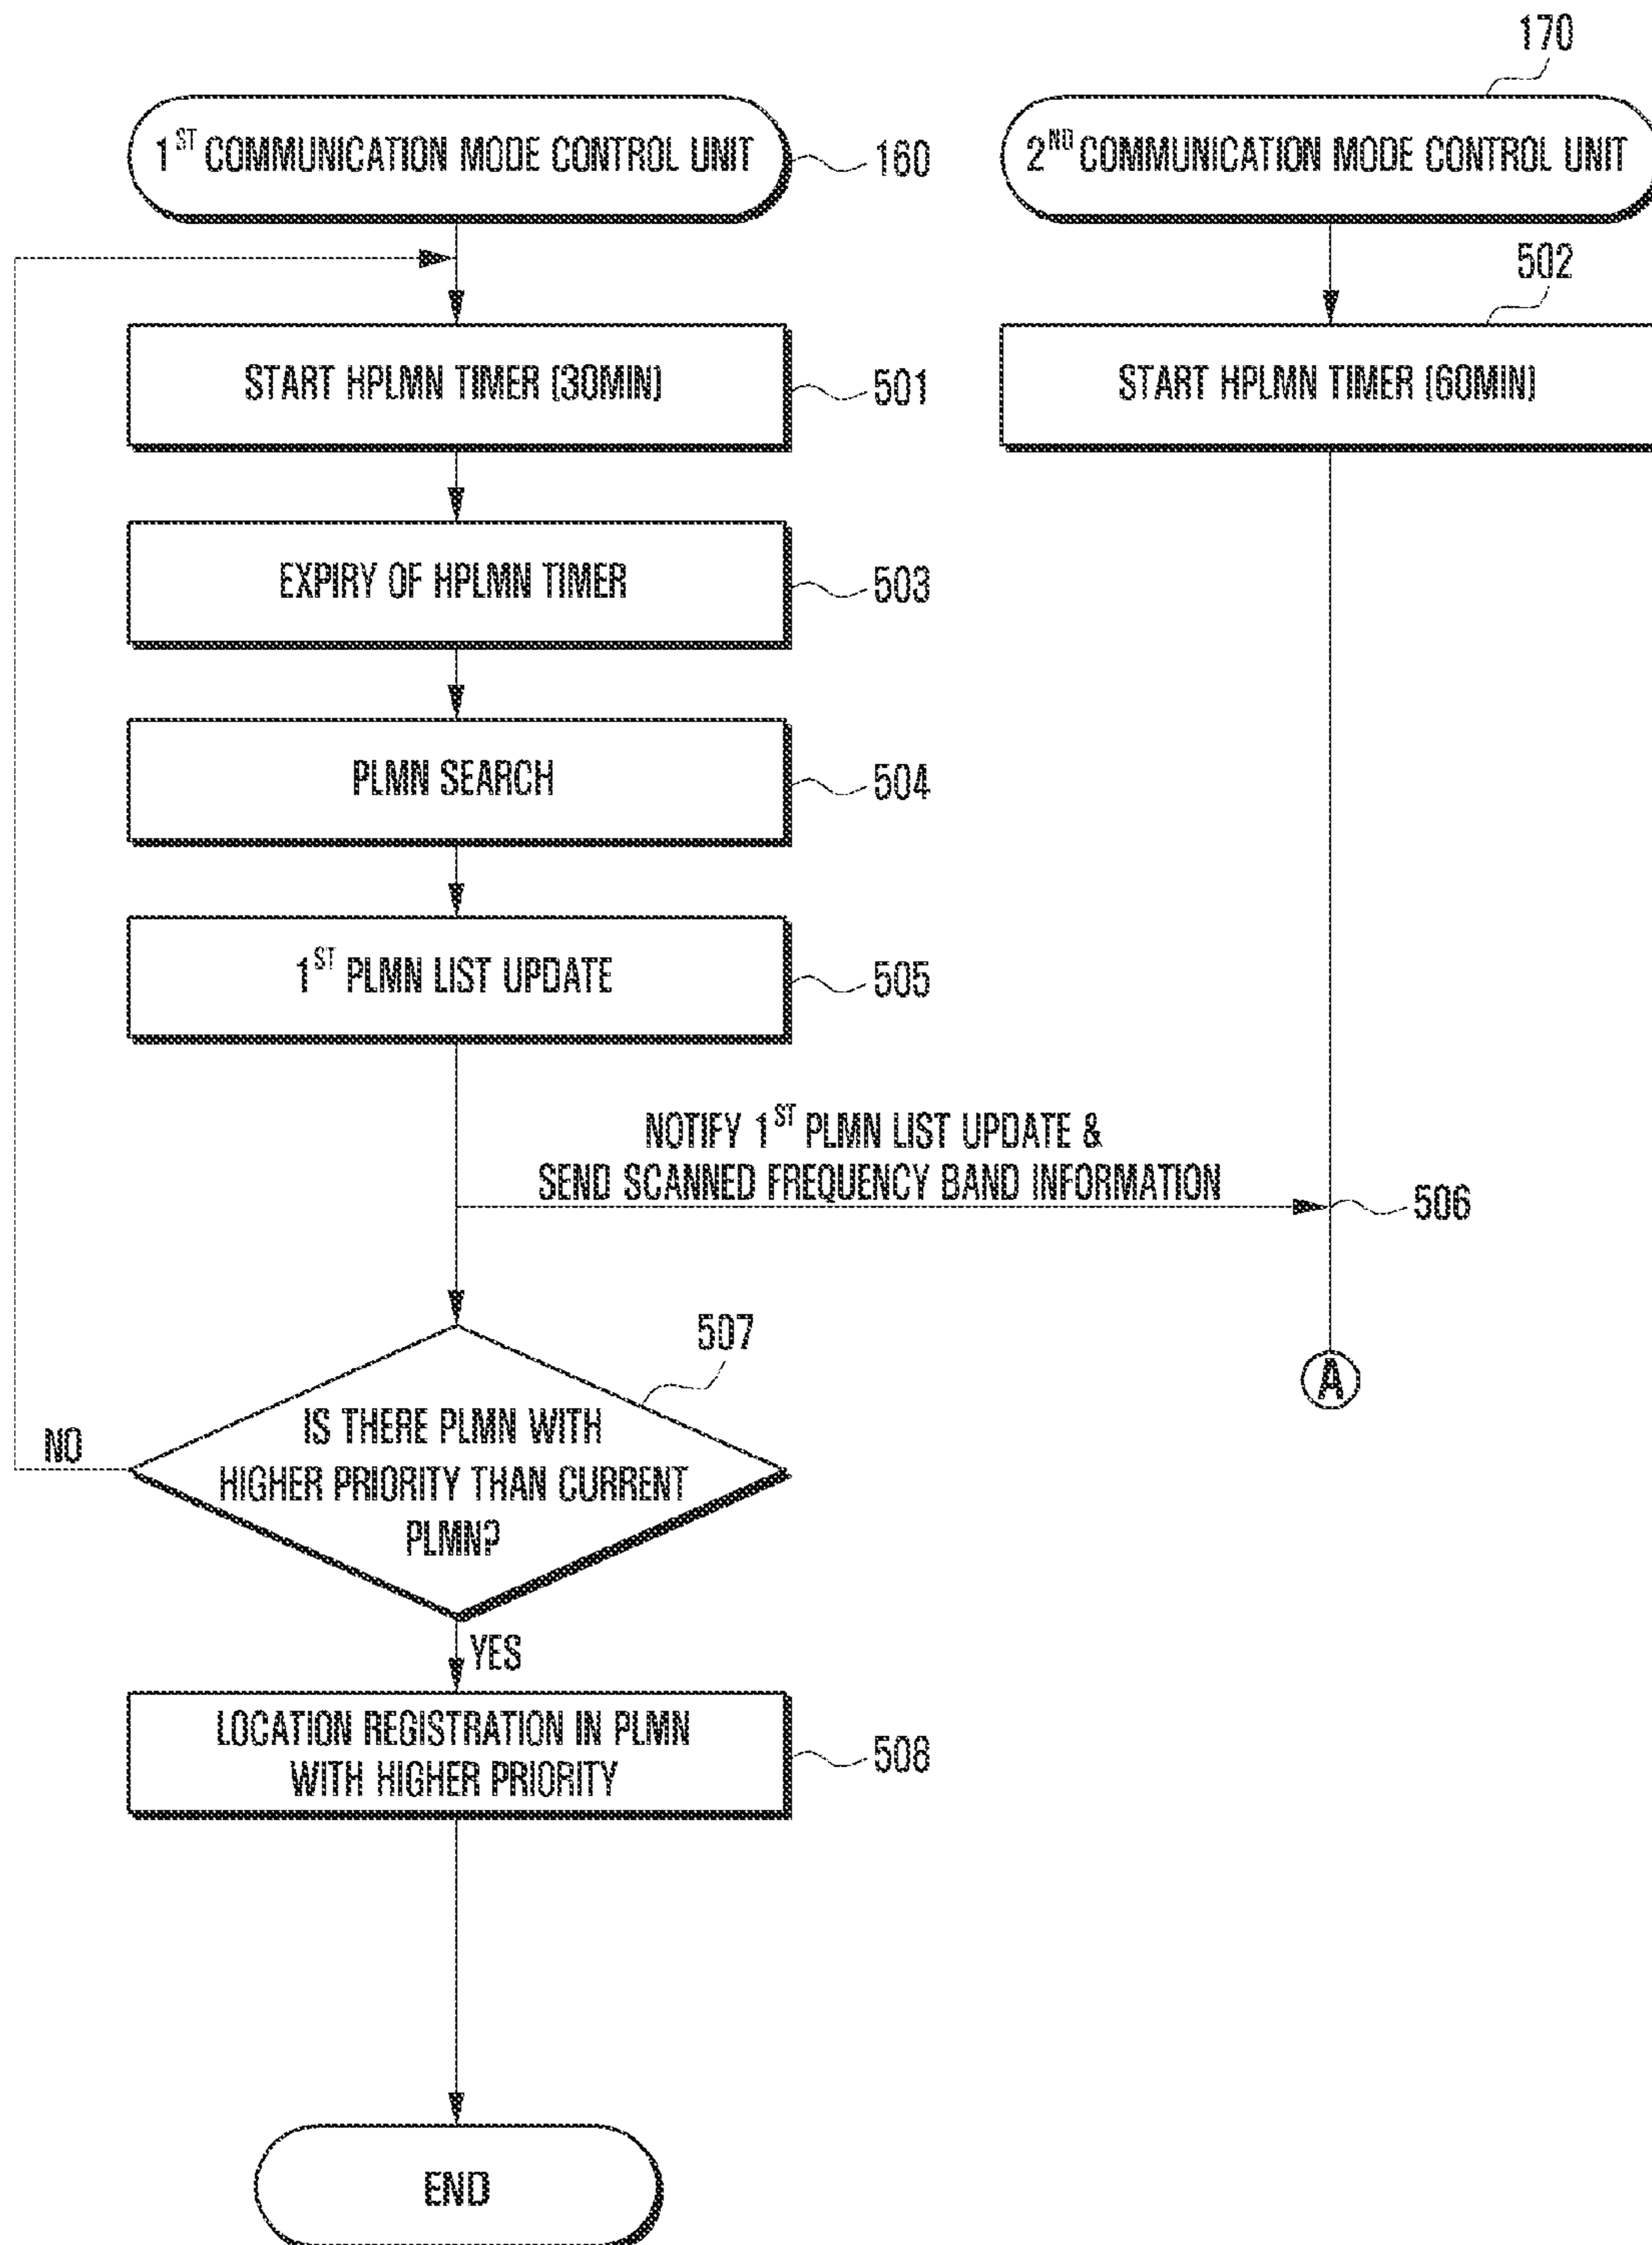 170
1ST COMMUNICATION MODE CONTROL UNIT
160
2ND COMMUNICATION MODE CONTROL UNIT
502
START HPLMN TIMER (30MIN)
501
START HPLMN TIMER (60MIN)
EXPIRY OF HPLMN TIMER
503
PLMN SEARCH
504
1ST PLMN LIST UPDATE
505
NOTIFY 1ST PLMN LIST UPDATE &
SEND SCANNED FREQUENCY BAND INFORMATION
506
507
A
IS THERE PLMN WITH
HIGHER PRIORITY THAN CURRENT
PLMN?
NO
YES
LOCATION REGISTRATION IN PLMN
WITH HIGHER PRIORITY
508
END